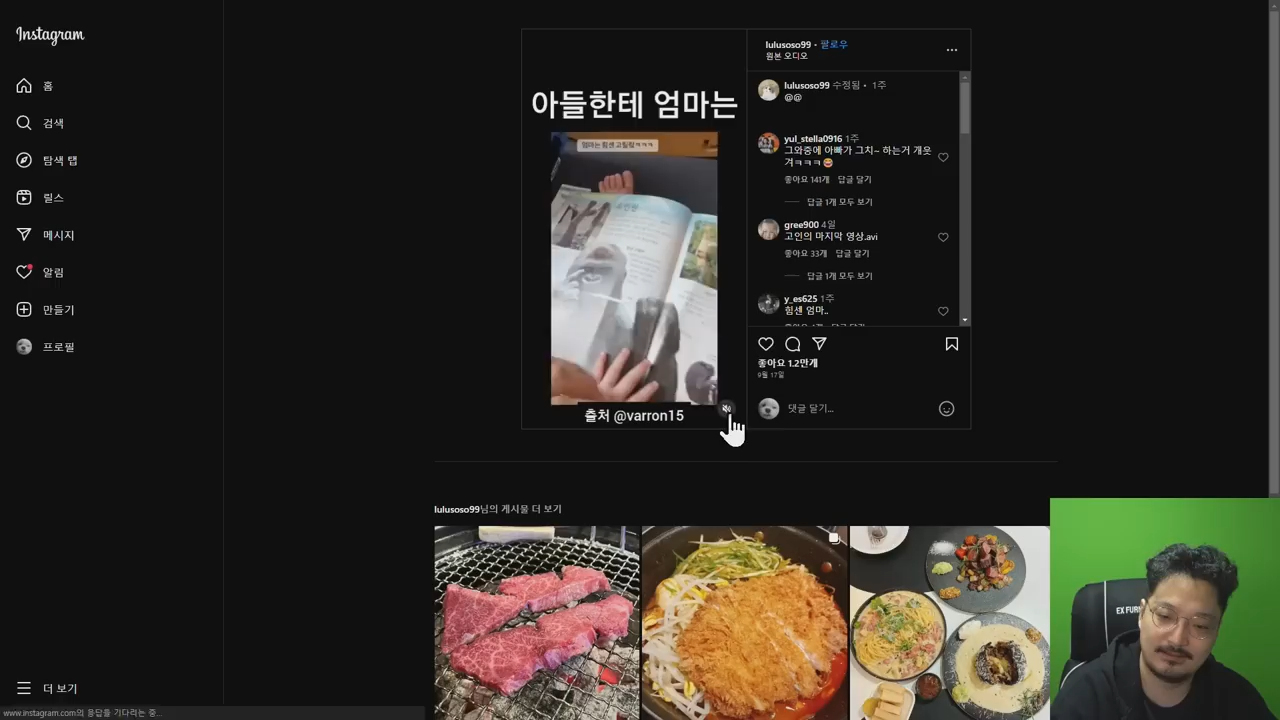 Instagram
홈
검색
탐색 탭
릴스
메시지
알림
만들기
프로필
더 보기
www.instagram.com의 응답을 기다리는 중...
아들한테 엄마는
엄마는 힘센 고릴라ㅋㅋㅋ
출처 @varron15
lulusoso99 • 팔로우
원본 오디오
lulusoso99 수정됨 • 1주
@@
yul_stella0916 1주
그와중에 아빠가 그치~ 하는거 개웃
겨ㅋㅋㅋ😂
좋아요 141개 답글 달기
답글 1개 모두 보기
gree900 4일
고인의 마지막 영상.avi
좋아요 33개 답글 달기
답글 1개 모두 보기
y_es625 1주
힘센 엄마..
좋아요 1.2만개
9월 17일
댓글 달기...
lulusoso99님의 게시물 더 보기
EX FURN